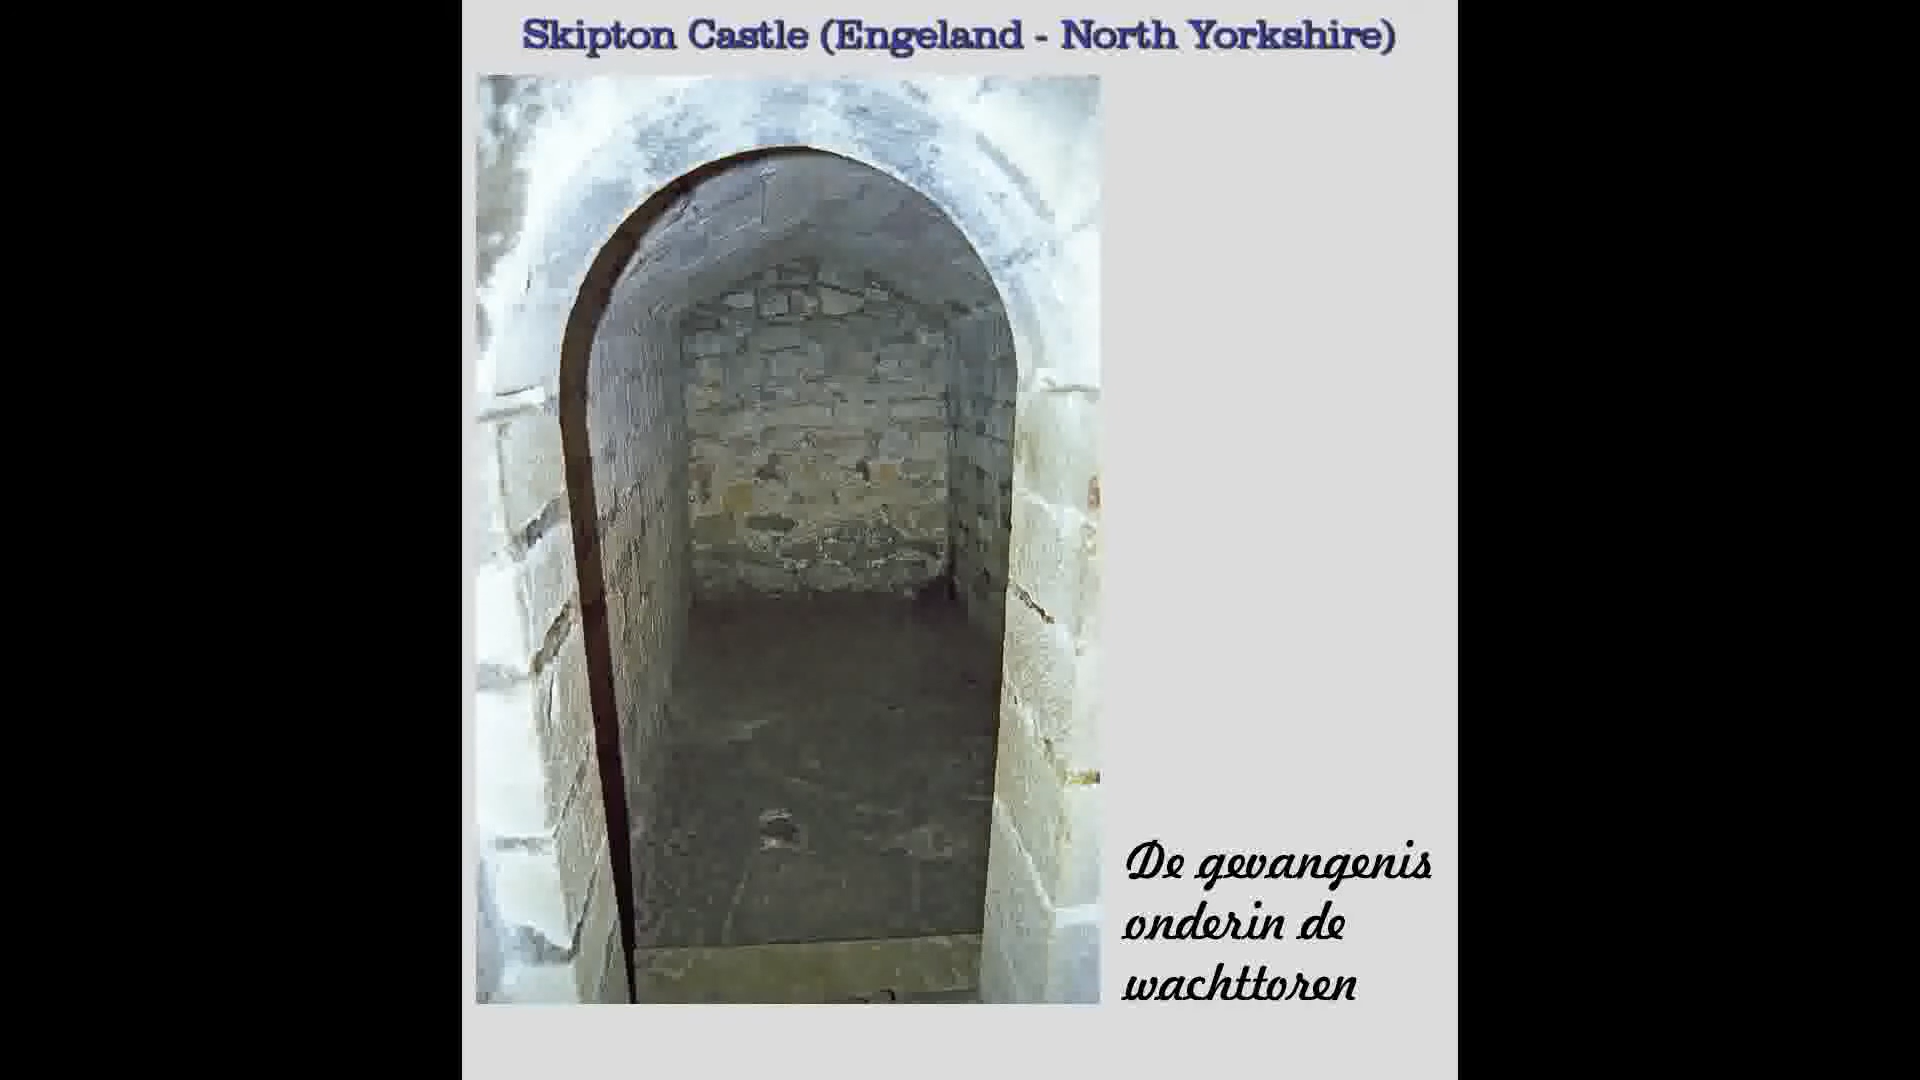 Skipton Castle (Engeland - North Yorkshire)
De gevangenis
onderin de
wachttoren